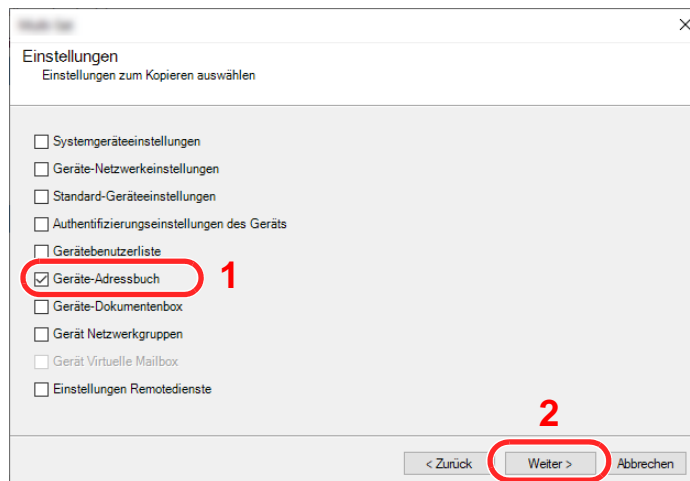 Einstellungen
Einstellungen zum Kopieren auswählen
Systemgeräteeinstellungen
Geräte-Netzwerkeinstellungen
Standard-Geräteeinstellungen
Authentifizierungseinstellungen des Geräts
Gerätebenutzerliste
Geräte-Adressbuch 1
Geräte-Dokumentenbox
Gerät Netzwerkgruppen
Gerät Virtuelle Mailbox
Einstellungen Remotedienste
2
< Zurück Weiter > Abbrechen